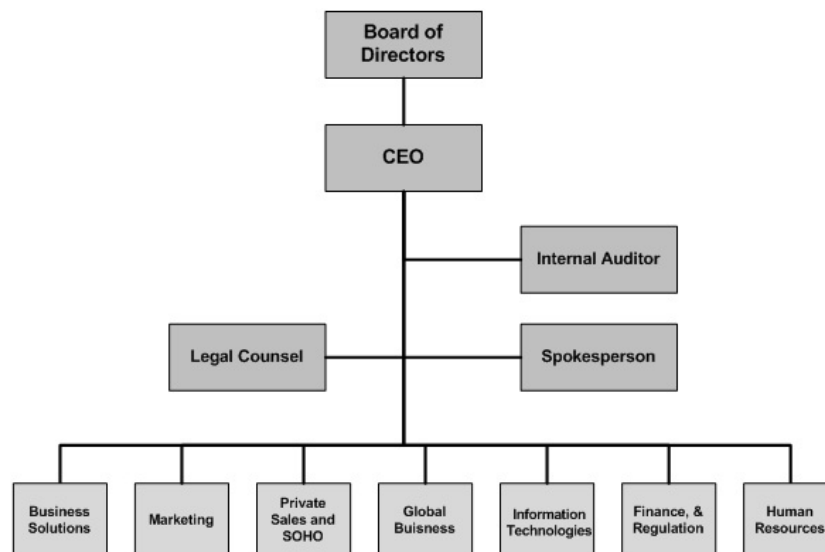 Board of
Directors
CEO
Internal Auditor
Legal Counsel
Spokesperson
Business
Solutions
Marketing
Private
Sales and
SOHO
Global
Buisness
Information
Technologies
Finance, &
Regulation
Human
Resources